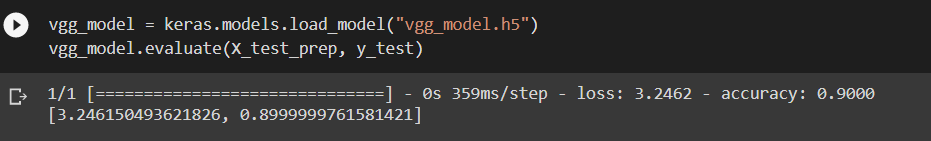 vgg_model = keras.models.load_model("vgg_model.h5")
vgg_model.evaluate(X_test_prep, y_test)
1/1 [==============================] - 0s 359ms/step - loss: 3.2462 - accuracy: 0.9000
[3.246150493621826, 0.8999999761581421]